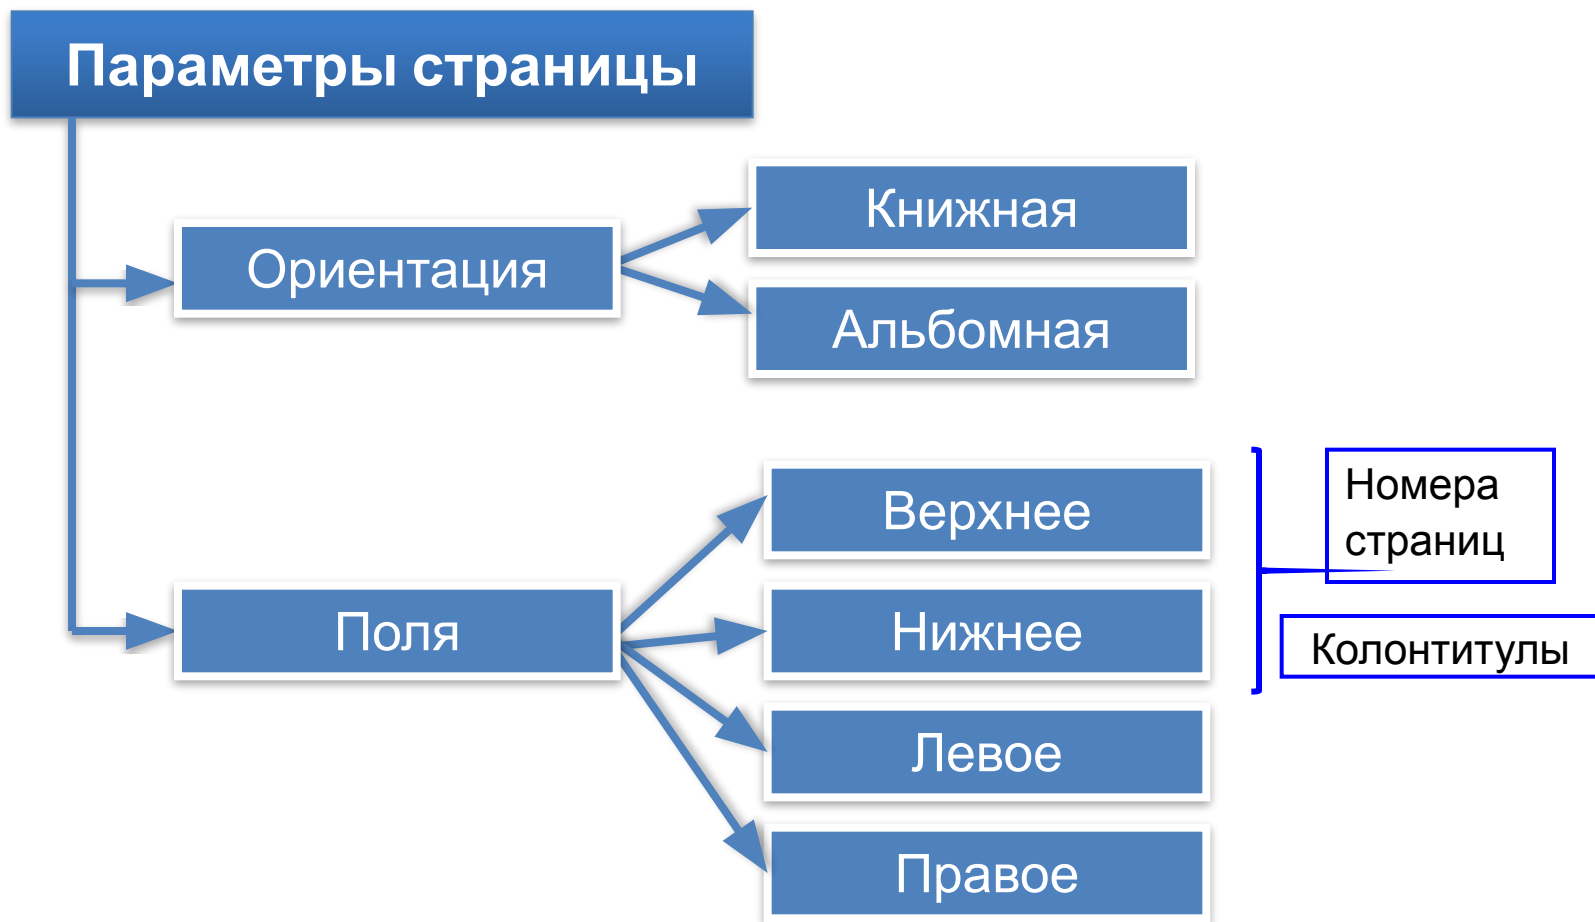 Параметры страницы
Книжная
Ориентация
Альбомная
Верхнее
Номера
страниц
Поля
Нижнее
Колонтитулы
Левое
Правое